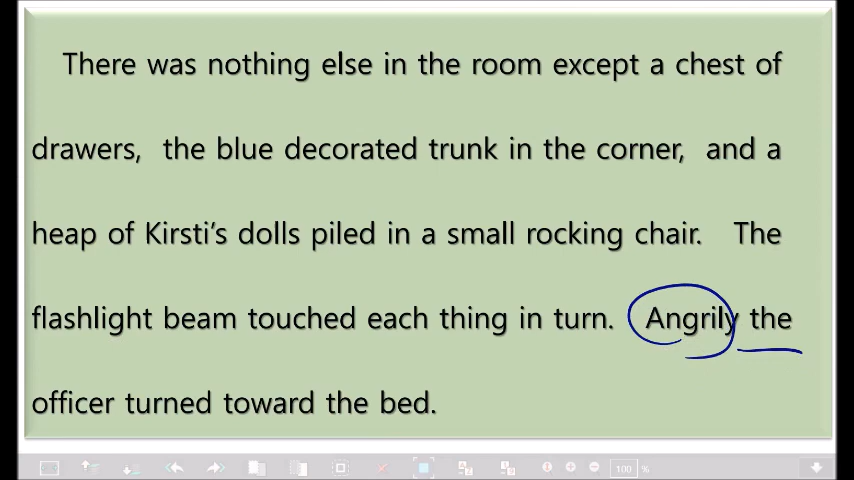 There was nothing else in the room except a chest of
drawers, the blue decorated trunk in the corner, and a
heap of Kirsti's dolls piled in a small rocking chair. The
flashlight beam touched each thing in turn. Angrily the
officer turned toward the bed.
100 %